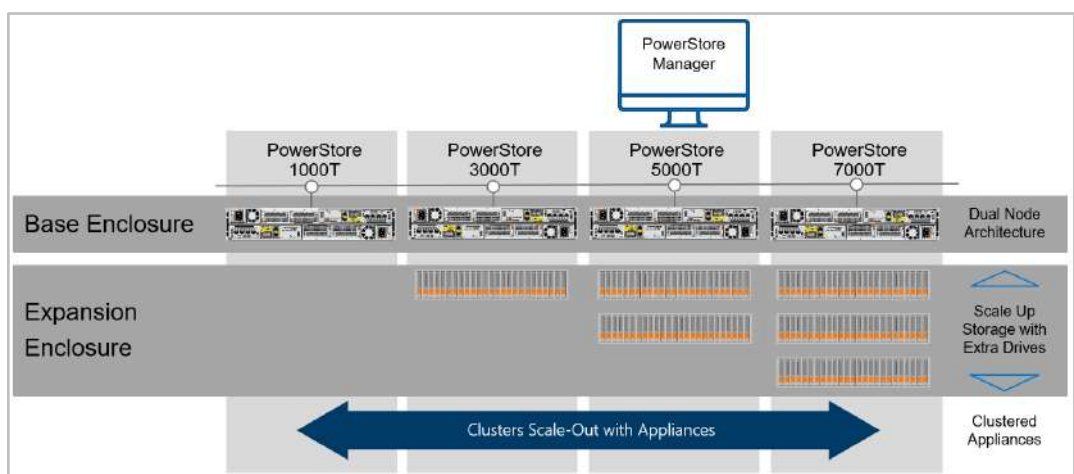 PowerStore
Manager
PowerStore
1000T
PowerStore
3000T
PowerStore
5000T
PowerStore
7000T
Base Enclosure
Dual Node
Architecture
Expansion
Enclosure
Scale Up
Storage with
Extra Drives
Clusters Scale-Out with Appliances
Clustered
Appliances